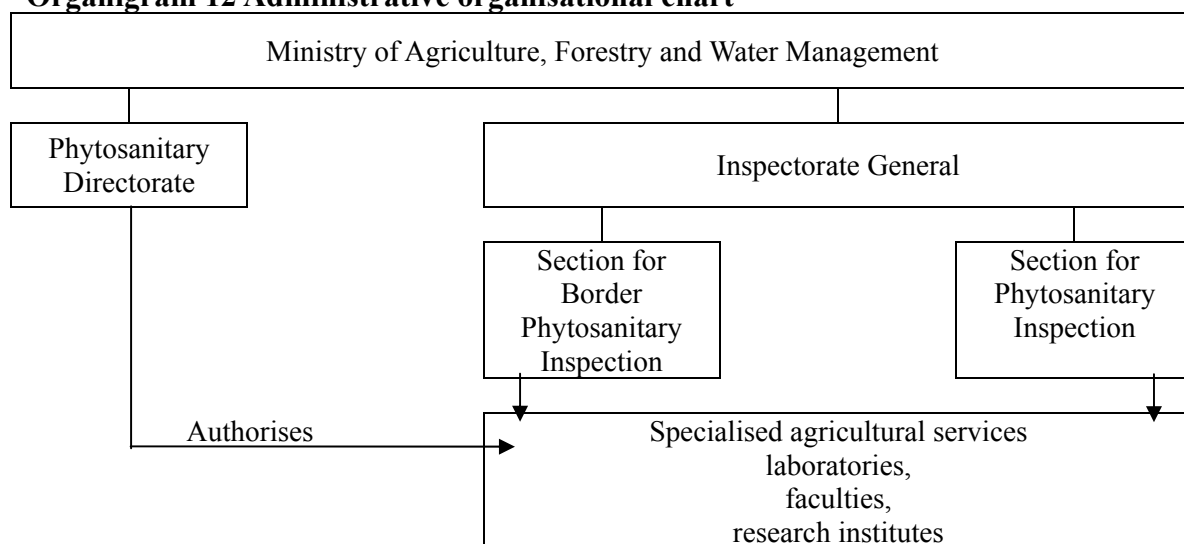 Organigram 12 Administrative organisational chart
Ministry of Agriculture, Forestry and Water Management
Phytosanitary
Directorate
Inspectorate General
Section for
Border
Phytosanitary
Inspection
Section for
Phytosanitary
Inspection
Authorises
Specialised agricultural services
laboratories,
faculties,
research institutes